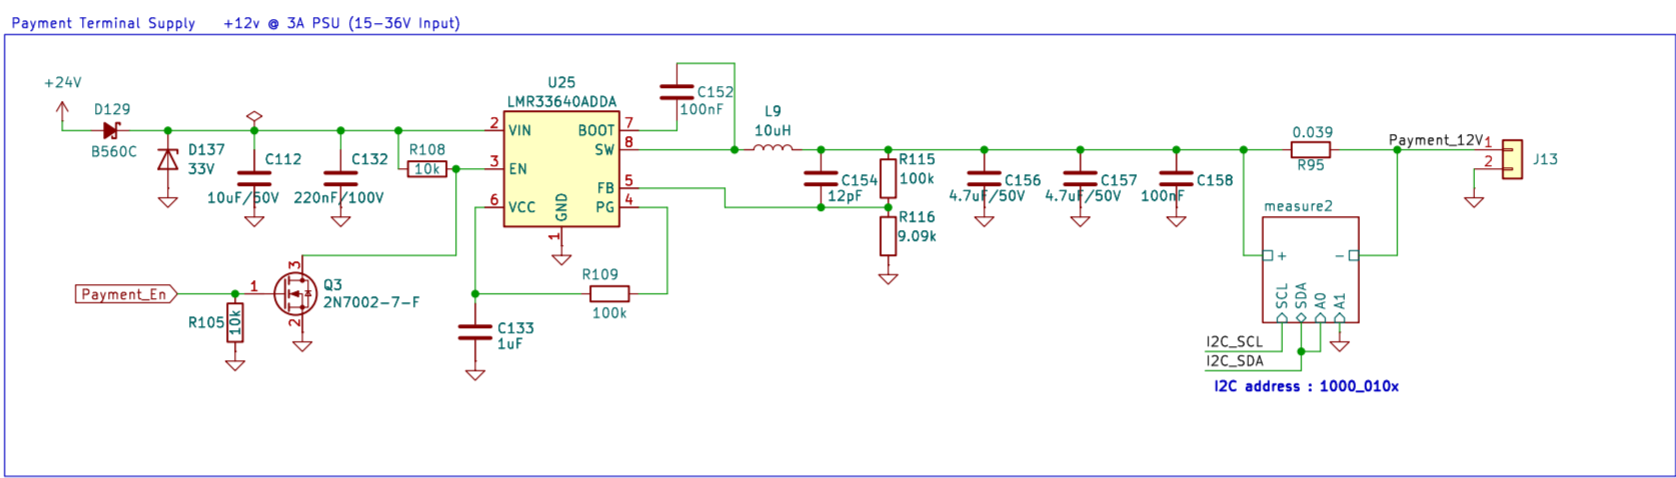 Payment Terminal Supply +12v @ 3A PSU (15-36V Input)
+24V
D129
B560C
D137
33V
C112
10uF/50V
C132
220nF/100V
R108
10k
U25
LMR33640ADDA
2 VIN
3 EN
6 VCC
GND
1
BOOT 7
SW 8
FB 5
PG 4
C152
100nF
L9
10uH
C154
12pF
R115
100k
R116
9.09k
C156
4.7uF/50V
C157
4.7uF/50V
C158
100nF
0.039
R95
Payment_12V
1
2
J13
measure2
+ -
SCL
SDA
A0
A1
I2C_SCL
I2C_SDA
I2C address : 1000_010x
Payment_En
R105
10k
1
3
2
Q3
2N7002-7-F
C133
1uF
R109
100k